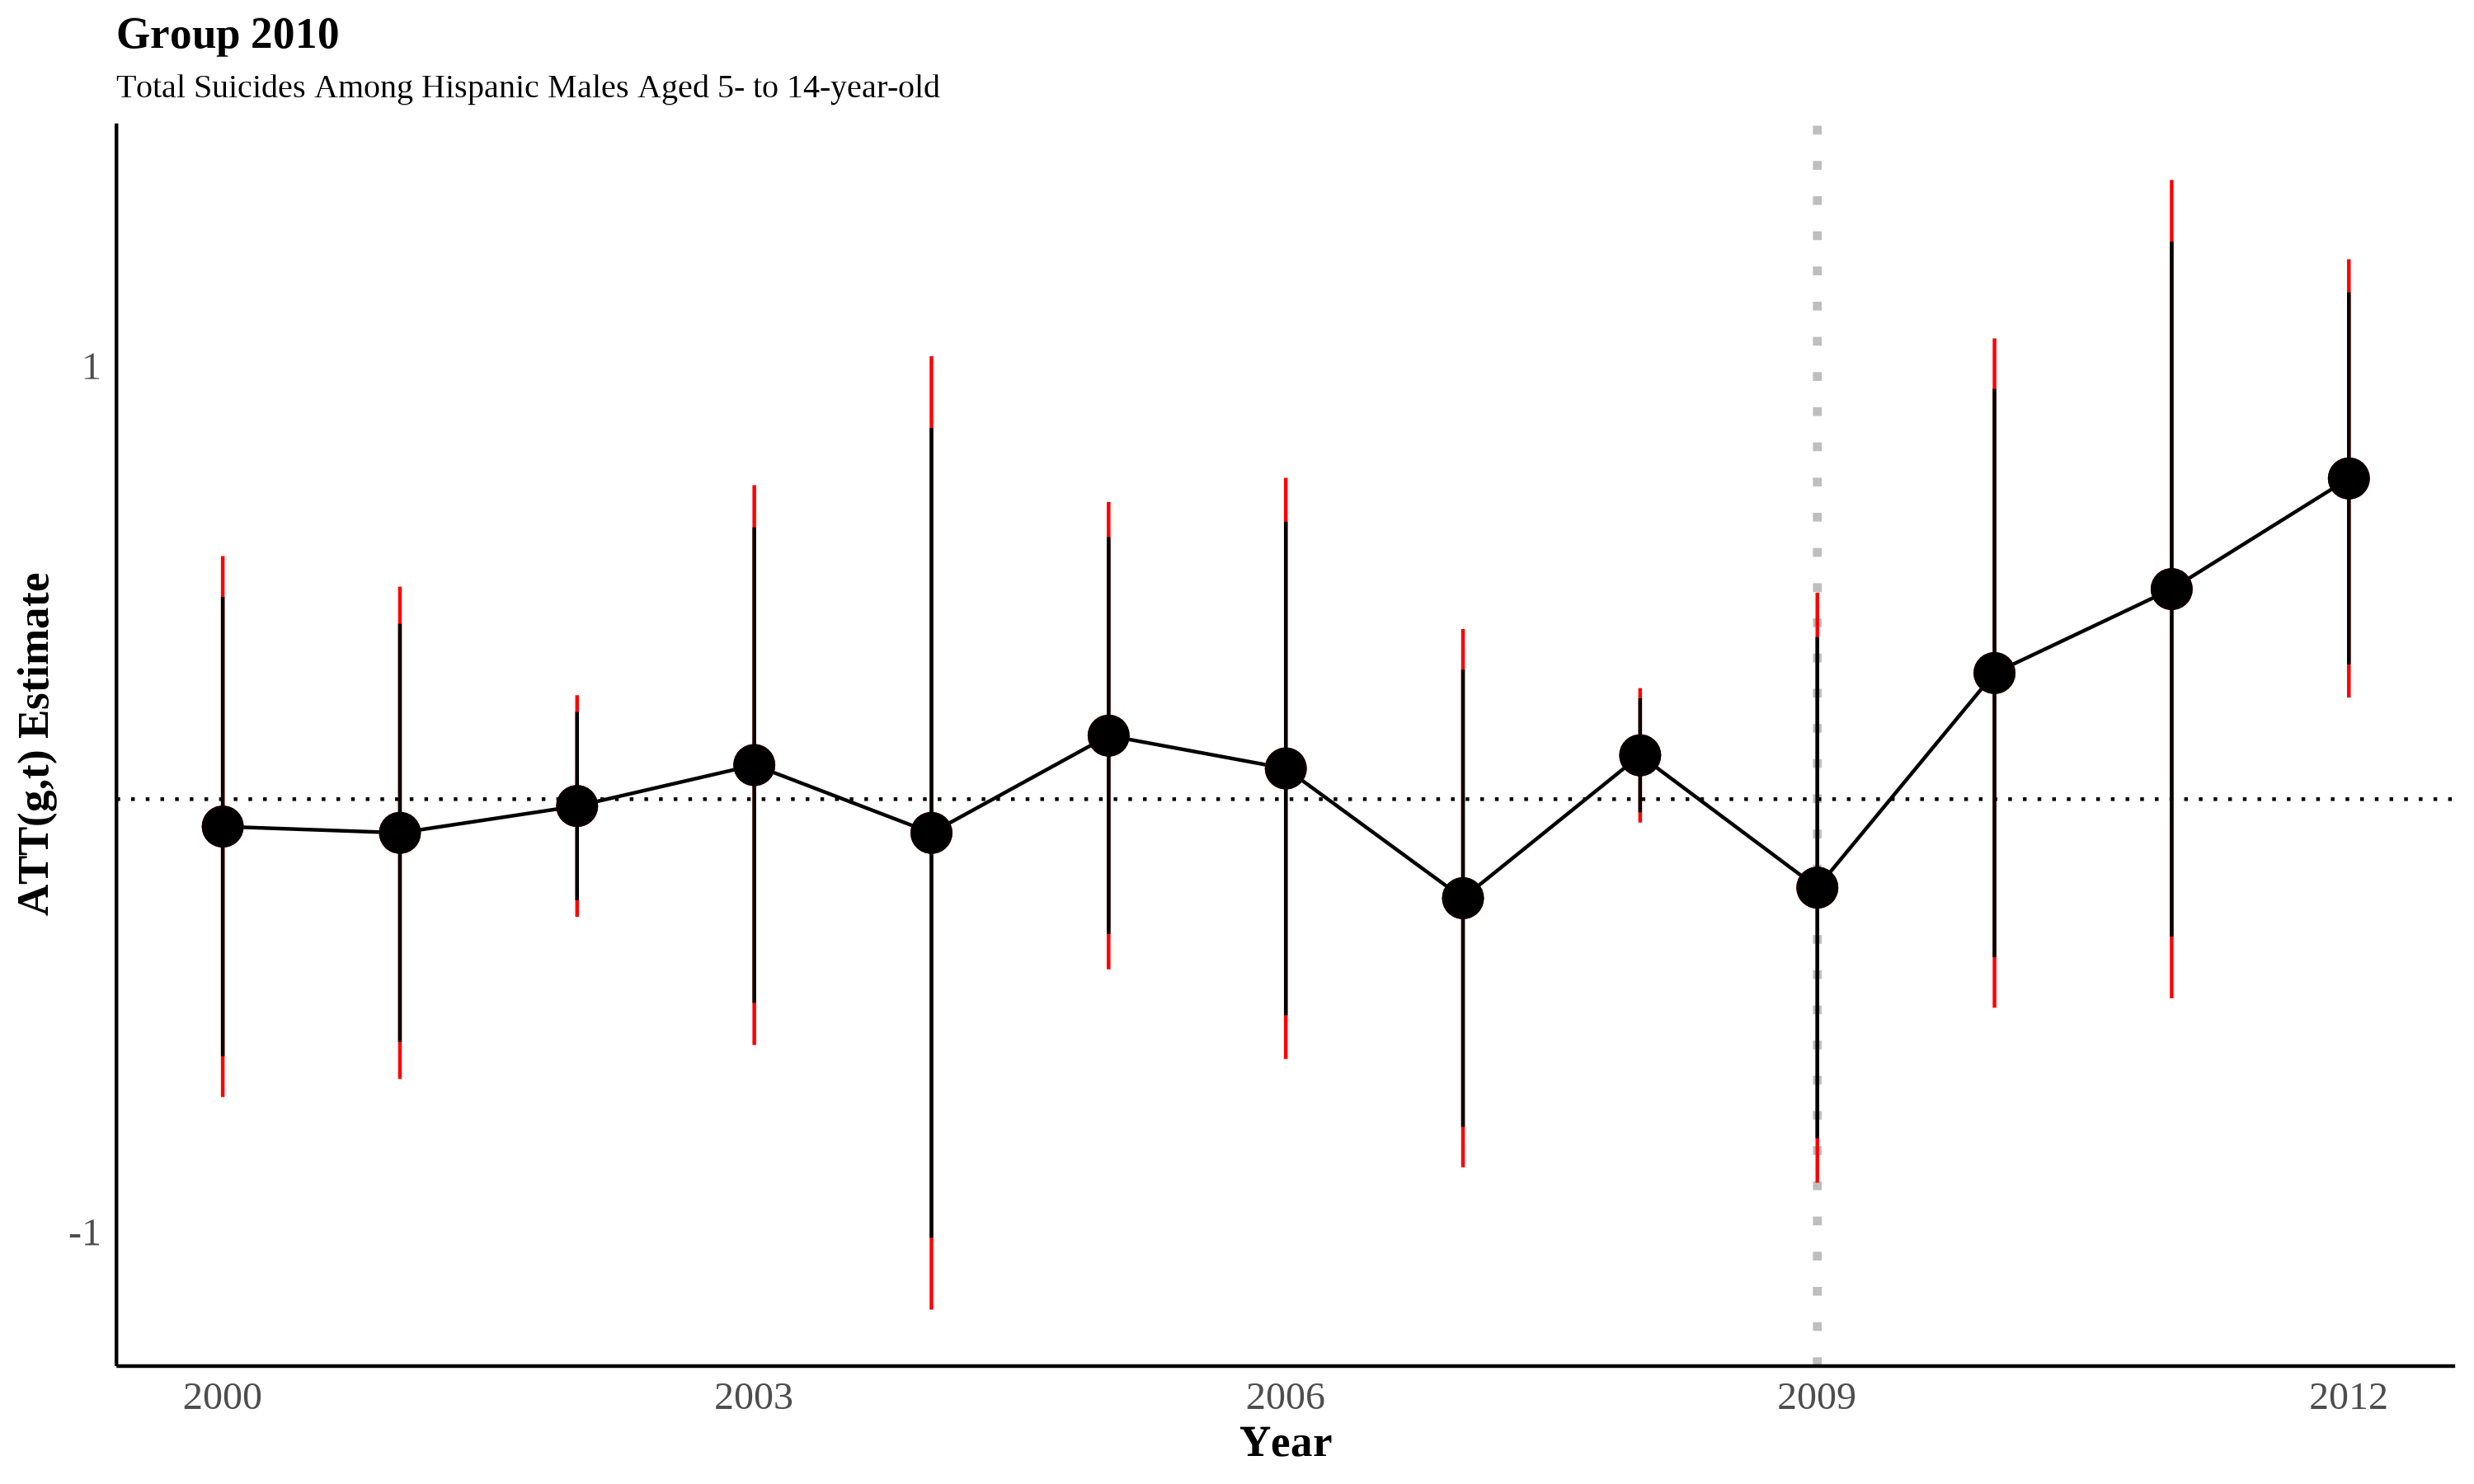 Group 2010
Total Suicides Among Hispanic Males Aged 5- to 14-year-old
ATT(g,t) Estimate
1
-1
2000 2003 2006 2009 2012
Year